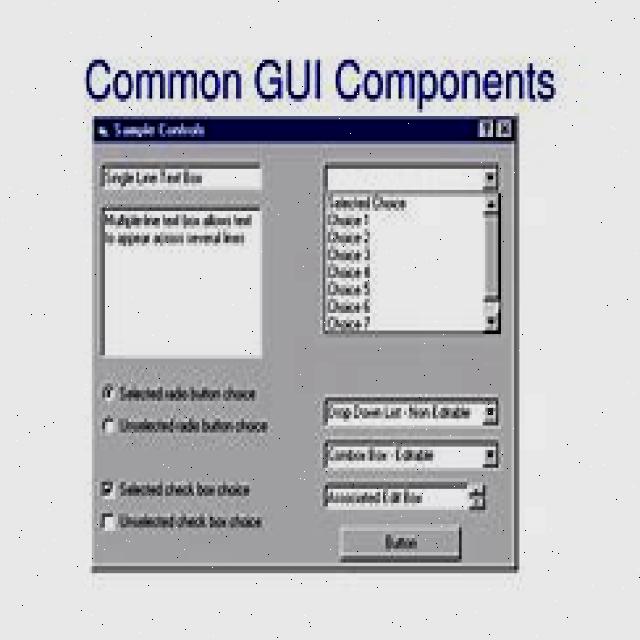 Common GUI Components
Sample Controls
Single Line Text Box
Multiple-line text box allows text
to appear across several lines
Selected radio button choice
Unselected radio button choice
Selected check box choice
Unselected check box choice
Selected Choice
Choice 1
Choice 2
Choice 3
Choice 4
Choice 5
Choice 6
Choice 7
Drop Down List - Non Editable
Combox Box - Editable
Associated Edit Box
Button